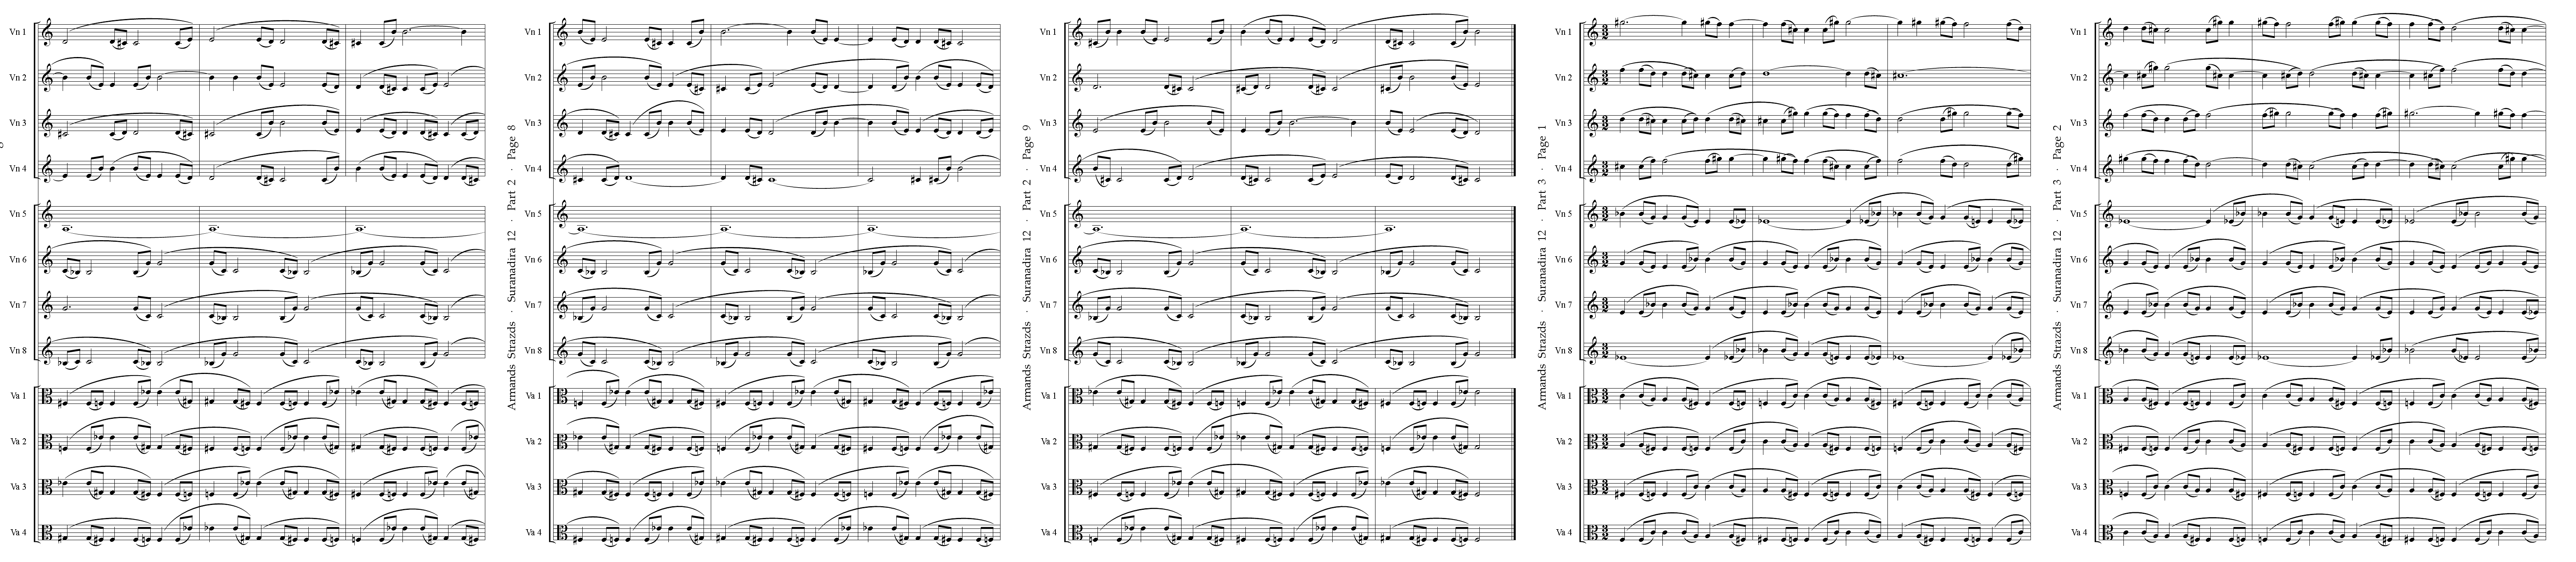 Vn 1
Vn 2
Vn 3
Vn 4
Vn 5
Vn 6
Vn 7
Vn 8
Va 1
Va 2
Va 3
Va 4
Armands Strazds · Suranadira 12 · Part 2 · Page 8
Vn 1
Vn 2
Vn 3
Vn 4
Vn 5
Vn 6
Vn 7
Vn 8
Va 1
Va 2
Va 3
Va 4
Armands Strazds · Suranadira 12 · Part 2 · Page 9
Vn 1
Vn 2
Vn 3
Vn 4
Vn 5
Vn 6
Vn 7
Vn 8
Va 1
Va 2
Va 3
Va 4
Armands Strazds · Suranadira 12 · Part 3 · Page 1
Vn 1
Vn 2
Vn 3
Vn 4
Vn 5
Vn 6
Vn 7
Vn 8
Va 1
Va 2
Va 3
Va 4
Armands Strazds · Suranadira 12 · Part 3 · Page 2
Vn 1
Vn 2
Vn 3
Vn 4
Vn 5
Vn 6
Vn 7
Vn 8
Va 1
Va 2
Va 3
Va 4